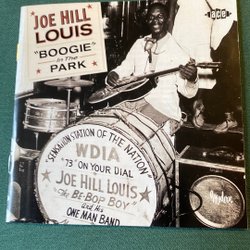 JOE HILL
LOUIS
"BOOGIE"
In The
PARK
ace
SENSATION STATION OF THE NATION
WDIA
"73" ON YOUR DIAL
JOE HILL LOUIS
"The BE-BOP BOY"
and His
ONE MAN BAND